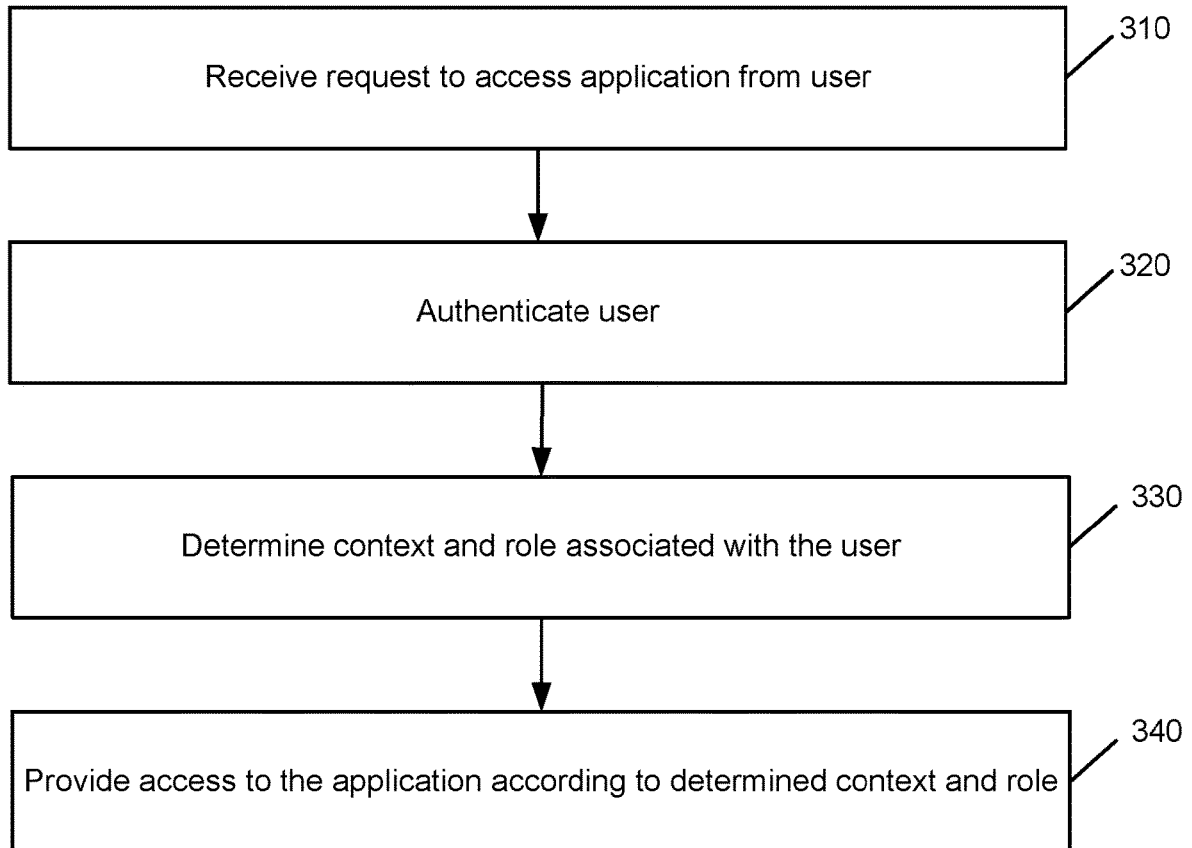 310
Receive request to access application from user
320
Authenticate user
330
Determine context and role associated with the user
340
Provide access to the application according to determined context and role